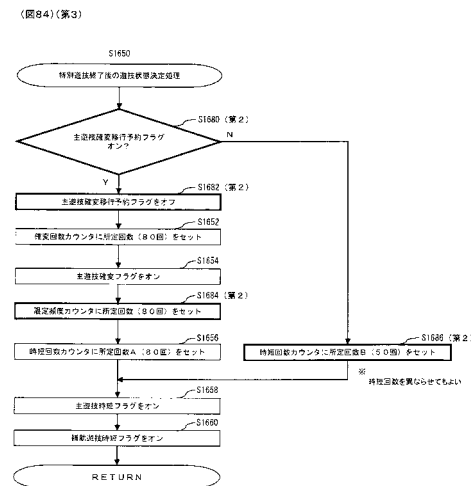 (図84)(第3)
S1650
特別遊技終了後の遊技状態決定処理
S1680(第2)
主遊技確変移行予約フラグ
オン?
N
Y
S1682(第2)
主遊技確変移行予約フラグをオフ
S1652
確変回数カウンタに所定回数(80回)をセット
S1654
主遊技確変フラグをオン
S1684(第2)
限定頻度カウンタに所定回数(80回)をセット
S1656
時短回数カウンタに所定回数A(80回)をセット
S1686(第2)
時短回数カウンタに所定回数B(50回)をセット
※
時短回数を異ならせてもよい
S1658
主遊技時短フラグをオン
S1660
補助遊技時短フラグをオン
RETURN